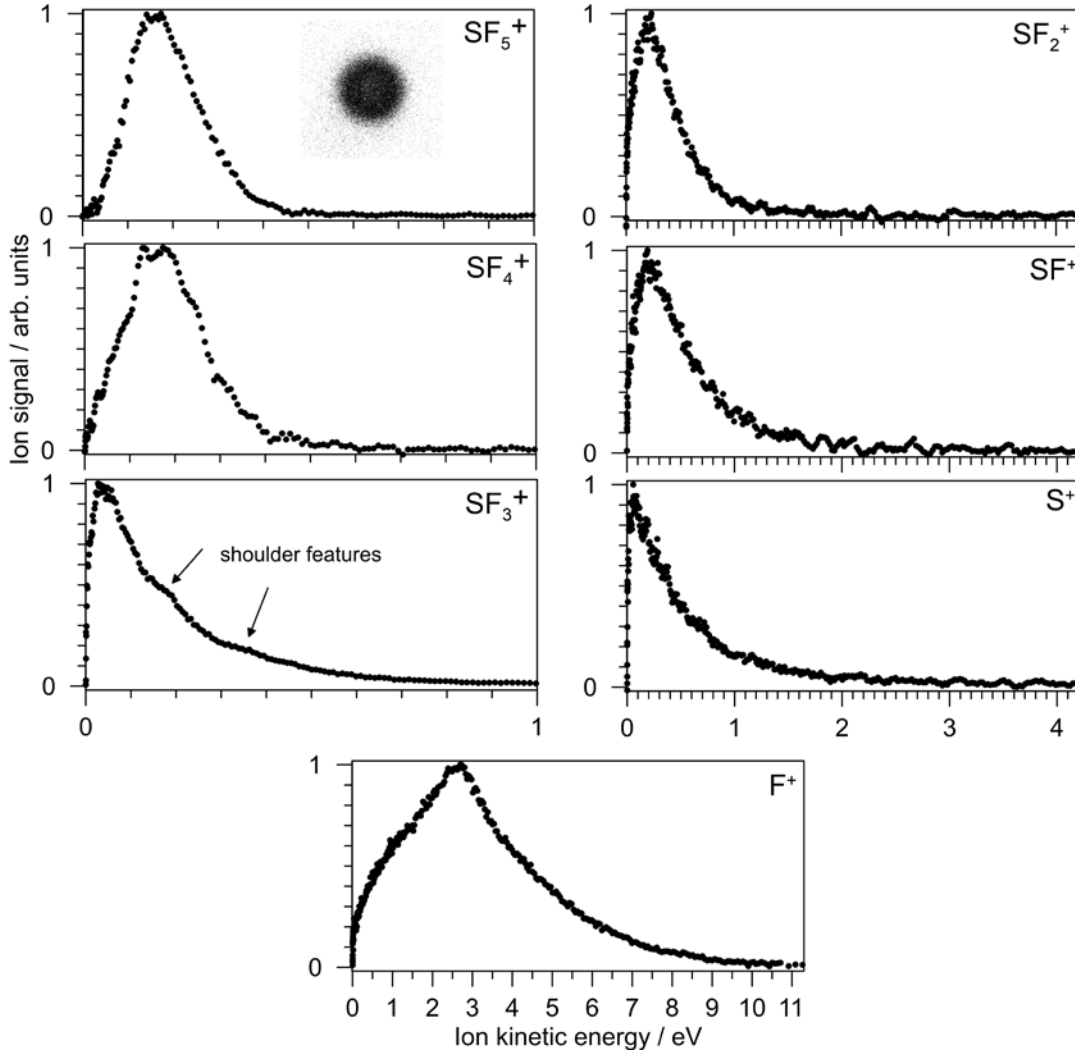 Ion signal / arb. units
1
0
SF₅⁺
1
0
SF₂⁺
1
0
SF₄⁺
1
0
SF⁺
1
0
SF₃⁺
shoulder features
0
1
1
0
S⁺
0 1 2 3 4
1
0
F⁺
0 1 2 3 4 5 6 7 8 9 10 11
Ion kinetic energy / eV